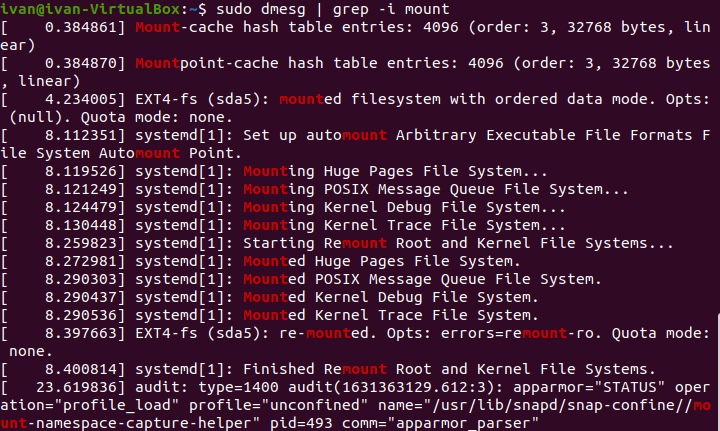 ivan@ivan-VirtualBox:~$ sudo dmesg | grep -i mount
[    0.384861] Mount-cache hash table entries: 4096 (order: 3, 32768 bytes, lin
ear)
[    0.384870] Mountpoint-cache hash table entries: 4096 (order: 3, 32768 bytes
, linear)
[    4.234005] EXT4-fs (sda5): mounted filesystem with ordered data mode. Opts:
 (null). Quota mode: none.
[    8.112351] systemd[1]: Set up automount Arbitrary Executable File Formats F
ile System Automount Point.
[    8.119526] systemd[1]: Mounting Huge Pages File System...
[    8.121249] systemd[1]: Mounting POSIX Message Queue File System...
[    8.124479] systemd[1]: Mounting Kernel Debug File System...
[    8.130448] systemd[1]: Mounting Kernel Trace File System...
[    8.259823] systemd[1]: Starting Remount Root and Kernel File Systems...
[    8.272981] systemd[1]: Mounted Huge Pages File System.
[    8.290303] systemd[1]: Mounted POSIX Message Queue File System.
[    8.290437] systemd[1]: Mounted Kernel Debug File System.
[    8.290536] systemd[1]: Mounted Kernel Trace File System.
[    8.397663] EXT4-fs (sda5): re-mounted. Opts: errors=remount-ro. Quota mode:
 none.
[    8.400814] systemd[1]: Finished Remount Root and Kernel File Systems.
[   23.619836] audit: type=1400 audit(1631363129.612:3): apparmor="STATUS" oper
ation="profile_load" profile="unconfined" name="/usr/lib/snapd/snap-confine//mo
unt-namespace-capture-helper" pid=493 comm="apparmor_parser"